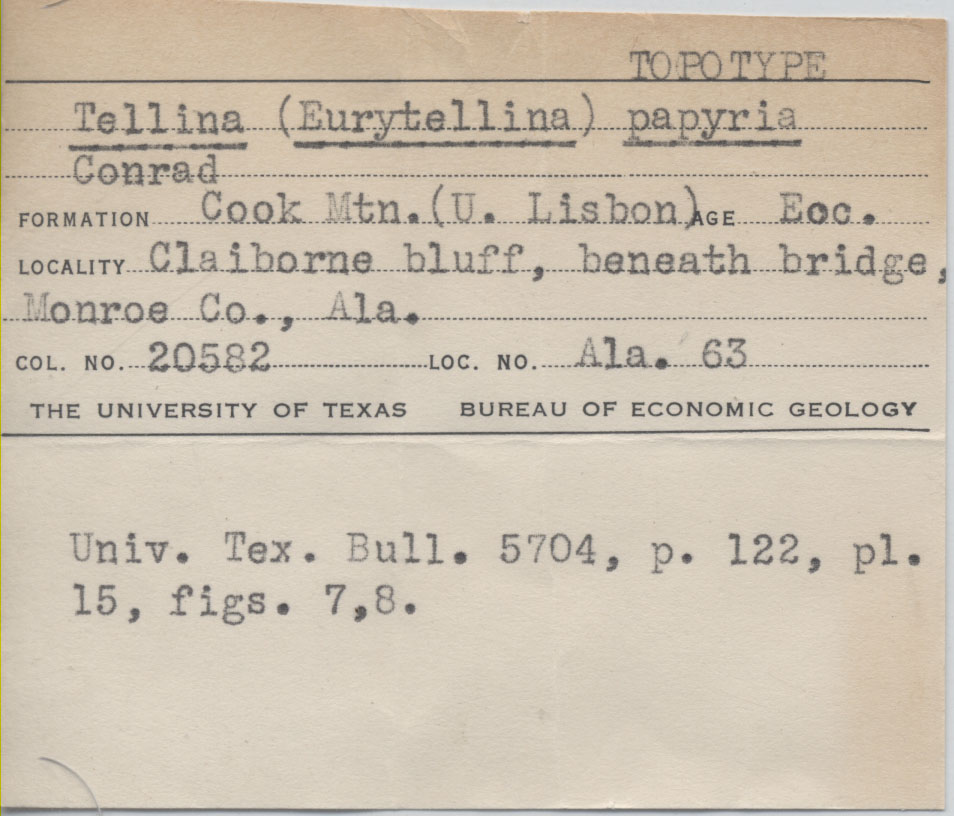 TOPOTYPE
Tellina (Eurytellina) papyria
Conrad
FORMATION Cook Mtn.(U. Lisbon) AGE Eoc.
LOCALITY Claiborne bluff, beneath bridge,
Monroe Co., Ala.
COL. NO. 20582 LOC. NO. Ala. 63
THE UNIVERSITY OF TEXAS BUREAU OF ECONOMIC GEOLOGY
Univ. Tex. Bull. 5704, p. 122, pl.
15, figs. 7,8.